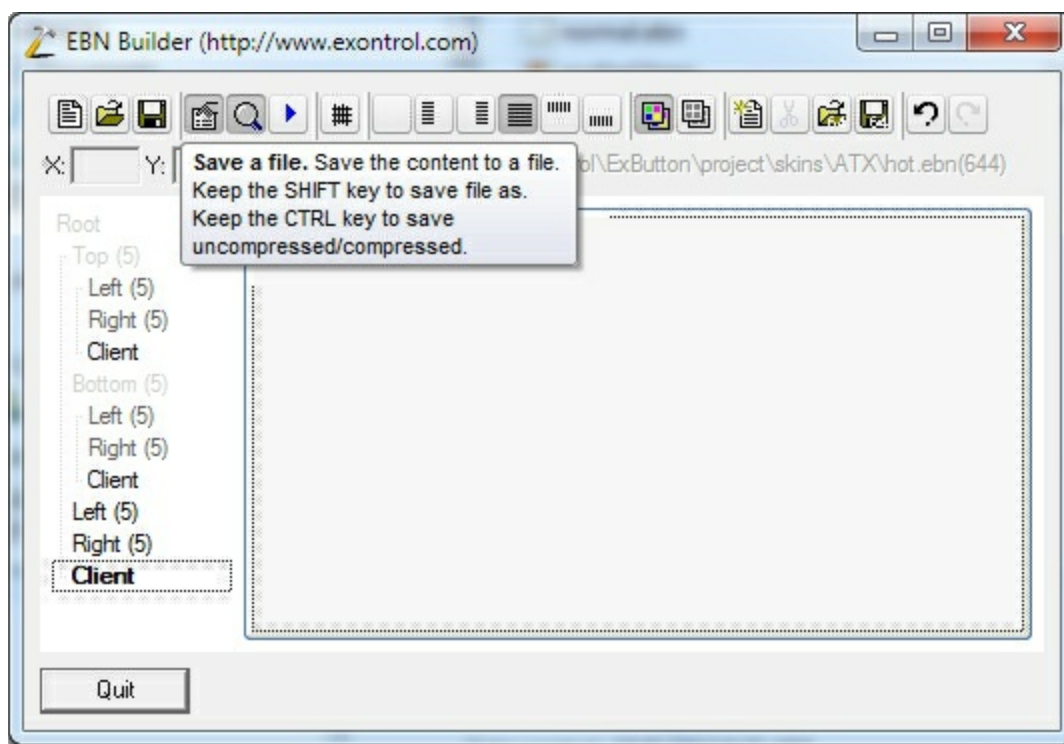 EBN Builder (http://www.exontrol.com)
X: Y: ol\ExButton\project\skins\ATX\hot.ebn(644)
Save a file. Save the content to a file.
Keep the SHIFT key to save file as.
Keep the CTRL key to save
uncompressed/compressed.
Root
Top (5)
Left (5)
Right (5)
Client
Bottom (5)
Left (5)
Right (5)
Client
Left (5)
Right (5)
Client
Quit